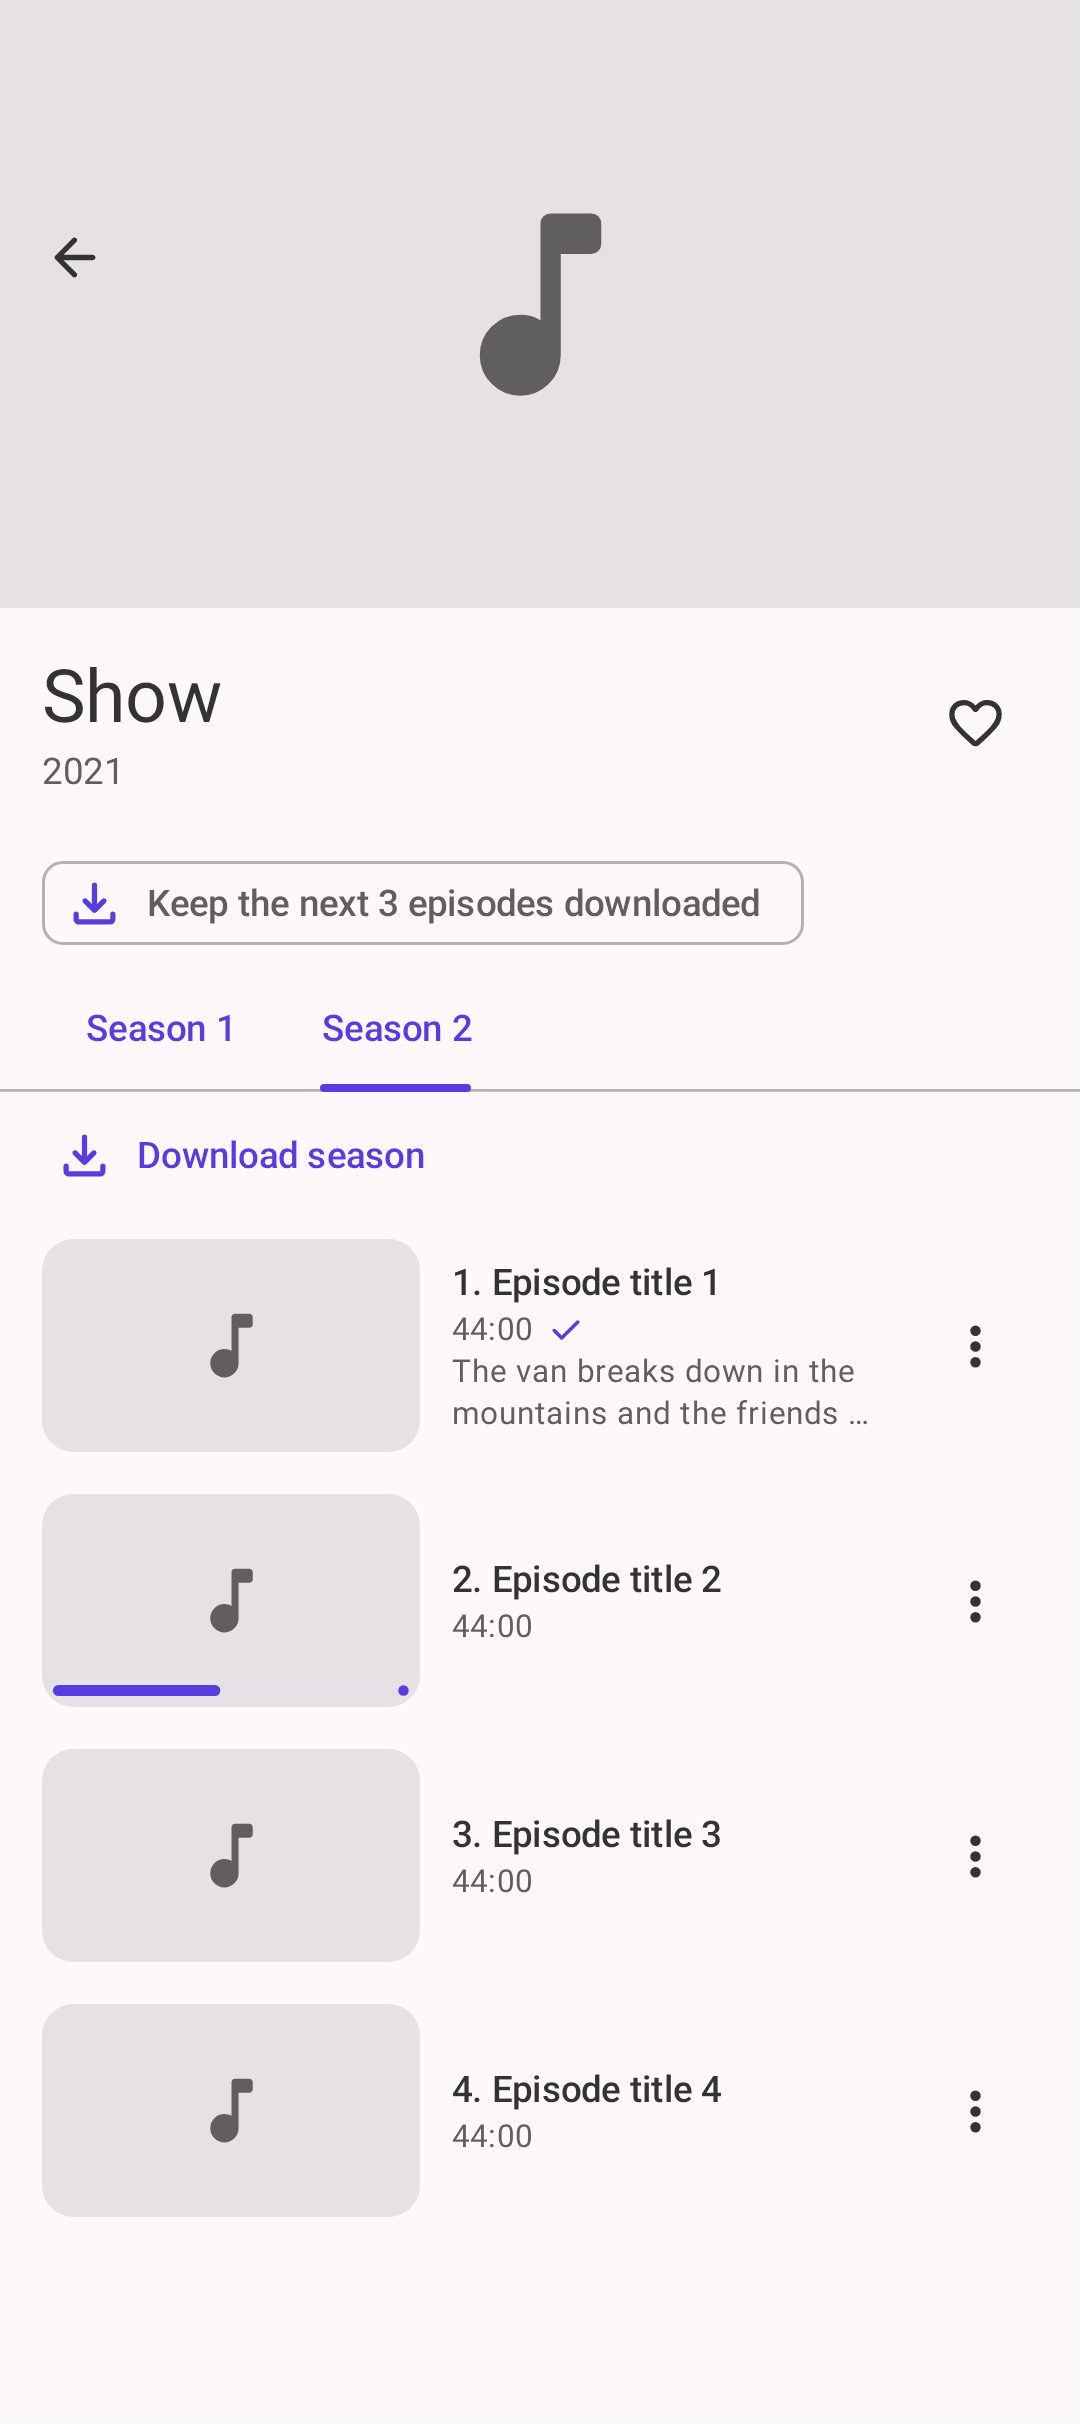 Show
2021
Keep the next 3 episodes downloaded
Season 1
Season 2
Download season
1. Episode title 1
44:00
The van breaks down in the
mountains and the friends …
2. Episode title 2
44:00
3. Episode title 3
44:00
4. Episode title 4
44:00